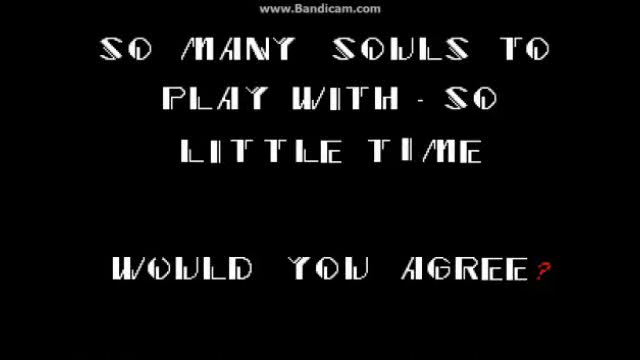 www.Bandicam.com
SO MANY SOULS TO
PLAY WITH - SO
LITTLE TIME
WOULD YOU AGREE?